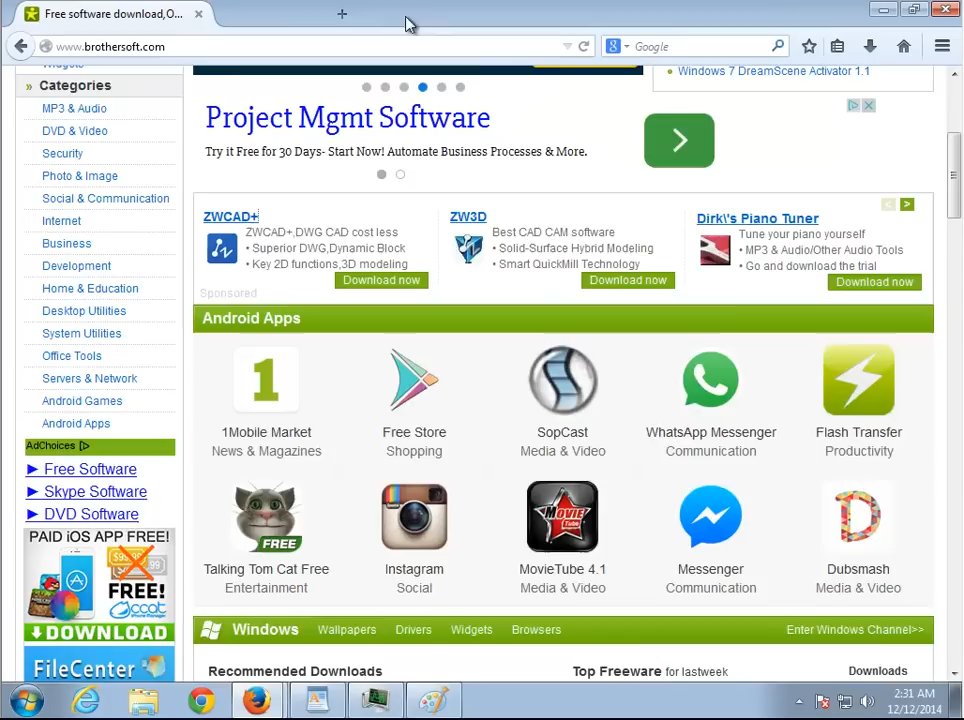 Free software download,O...
www.brothersoft.com
Google
Categories
MP3 & Audio
DVD & Video
Security
Photo & Image
Social & Communication
Internet
Business
Development
Home & Education
Desktop Utilities
System Utilities
Office Tools
Servers & Network
Android Games
Android Apps
AdChoices
► Free Software
► Skype Software
► DVD Software
PAID iOS APP FREE!
FREE!
ccat
DOWNLOAD
FileCenter
Windows 7 DreamScene Activator 1.1
Project Mgmt Software
Try it Free for 30 Days- Start Now! Automate Business Processes & More.
ZWCAD+
ZWCAD+,DWG CAD cost less
• Superior DWG,Dynamic Block
• Key 2D functions,3D modeling
Download now
ZW3D
Best CAD CAM software
• Solid-Surface Hybrid Modeling
• Smart QuickMill Technology
Download now
Dirk\'s Piano Tuner
Tune your piano yourself
• MP3 & Audio/Other Audio Tools
• Go and download the trial
Download now
Sponsored
Android Apps
1Mobile Market
News & Magazines
Free Store
Shopping
SopCast
Media & Video
WhatsApp Messenger
Communication
Flash Transfer
Productivity
FREE
MOVIE
Tube
Talking Tom Cat Free
Entertainment
Instagram
Social
MovieTube 4.1
Media & Video
Messenger
Communication
Dubsmash
Media & Video
Windows Wallpapers Drivers Widgets Browsers Enter Windows Channel>>
Recommended Downloads
Top Freeware for lastweek
Downloads
2:31 AM
12/12/2014